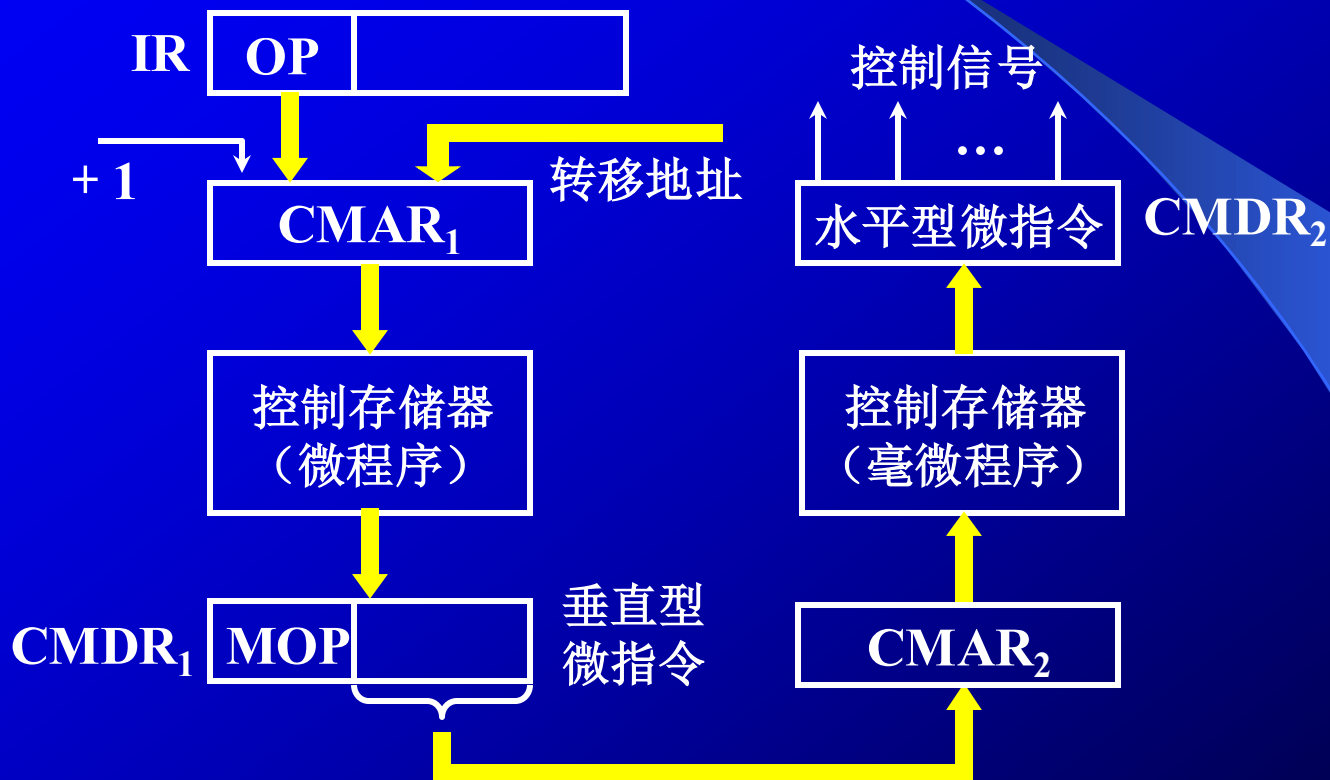 IR
OP
控制信号
…
+ 1
转移地址
CMAR₁
水平型微指令
CMDR₂
控制存储器
（微程序）
控制存储器
（毫微程序）
CMDR₁
MOP
垂直型
微指令
CMAR₂